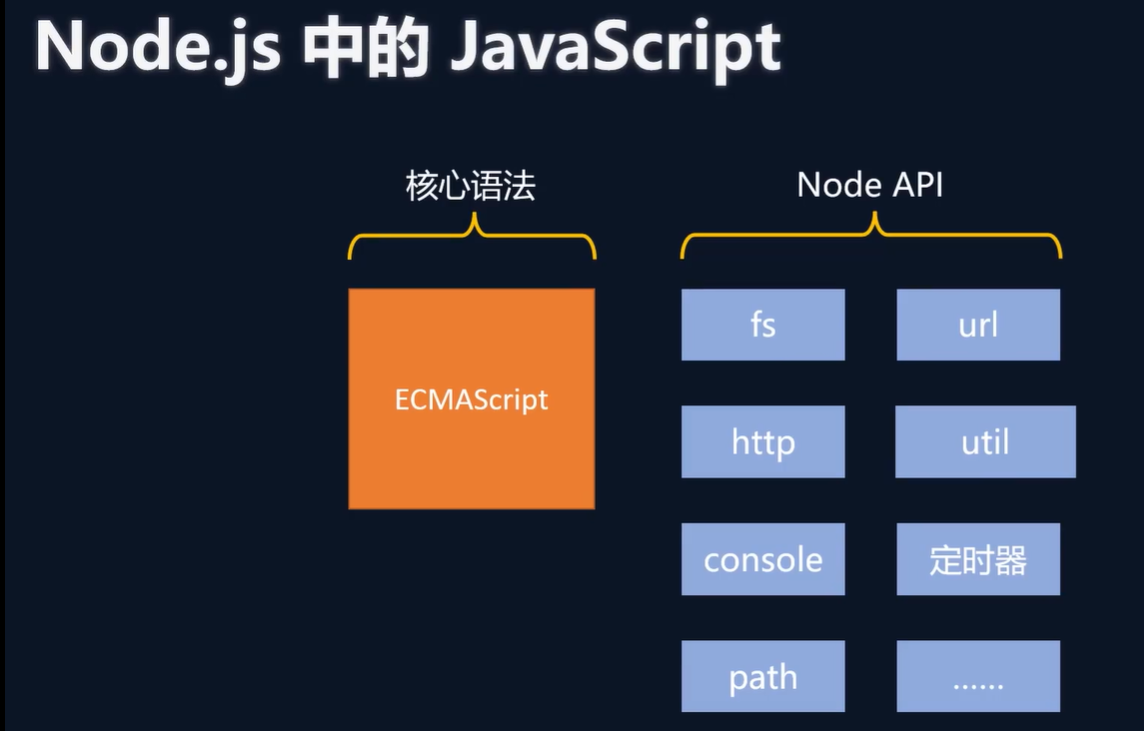 Node.js 中的 JavaScript
核心语法
Node API
ECMAScript
fs
url
http
util
console
定时器
path
……